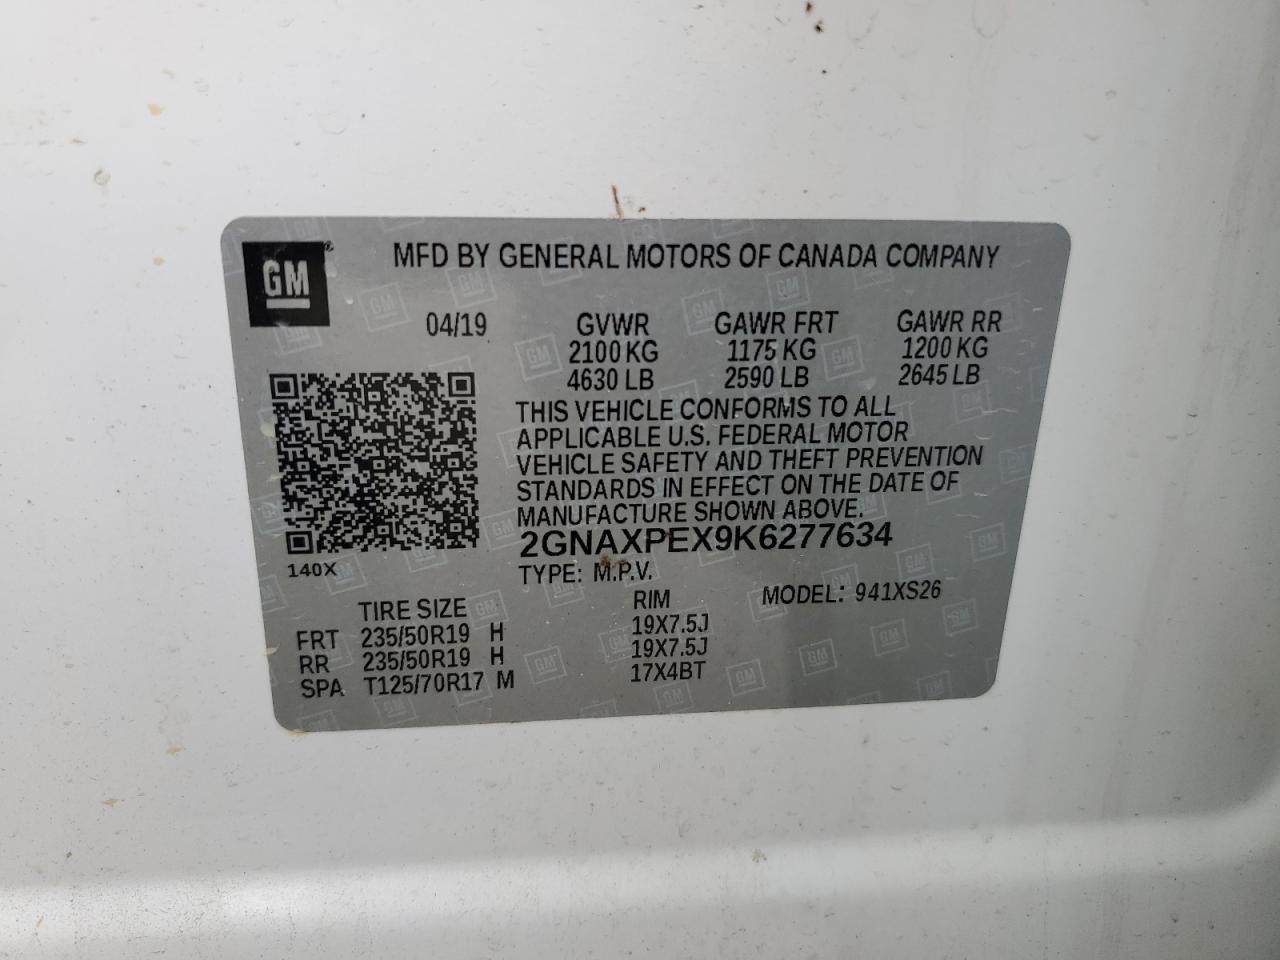 GM
MFD BY GENERAL MOTORS OF CANADA COMPANY
04/19 GVWR GAWR FRT GAWR RR
2100 KG 1175 KG 1200 KG
4630 LB 2590 LB 2645 LB
THIS VEHICLE CONFORMS TO ALL
APPLICABLE U.S. FEDERAL MOTOR
VEHICLE SAFETY AND THEFT PREVENTION
STANDARDS IN EFFECT ON THE DATE OF
MANUFACTURE SHOWN ABOVE.
2GNAXPEX9K6277634
140X
TYPE: M.P.V. MODEL: 941XS26
TIRE SIZE RIM
FRT 235/50R19 H 19X7.5J
RR 235/50R19 H 19X7.5J
SPA T125/70R17 M 17X4BT